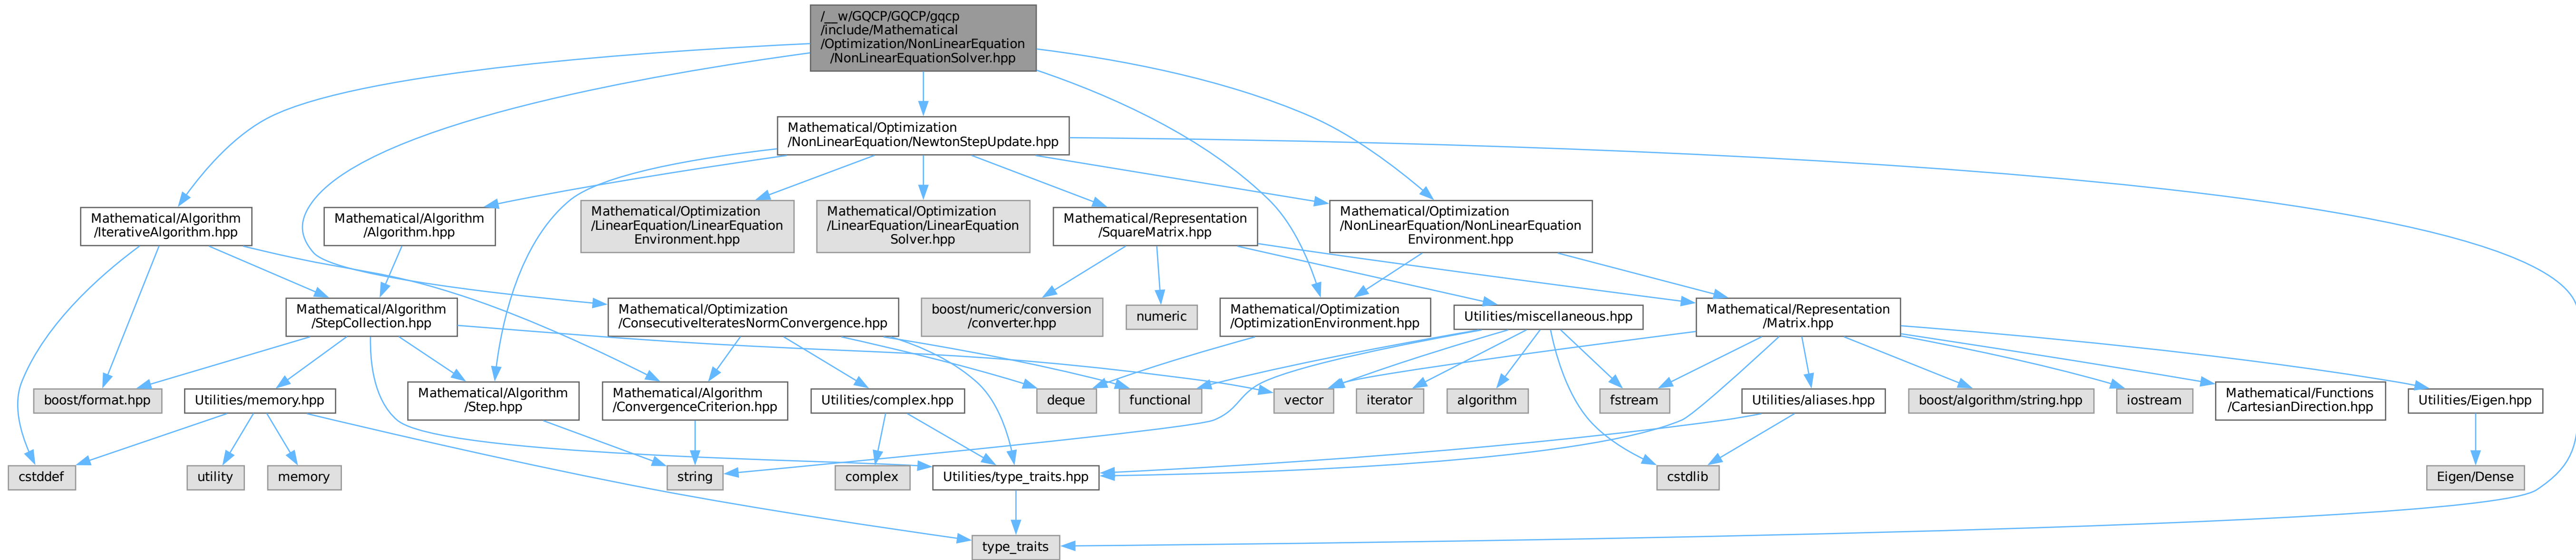 /__w/GQCP/GQCP/gqcp
/include/Mathematical
/Optimization/NonLinearEquation
/NonLinearEquationSolver.hpp
Mathematical/Optimization
/NonLinearEquation/NewtonStepUpdate.hpp
Mathematical/Algorithm
/IterativeAlgorithm.hpp
Mathematical/Algorithm
/Algorithm.hpp
Mathematical/Optimization
/LinearEquation/LinearEquation
Environment.hpp
Mathematical/Optimization
/LinearEquation/LinearEquation
Solver.hpp
Mathematical/Representation
/SquareMatrix.hpp
Mathematical/Optimization
/NonLinearEquation/NonLinearEquation
Environment.hpp
Mathematical/Algorithm
/StepCollection.hpp
Mathematical/Optimization
/ConsecutiveIteratesNormConvergence.hpp
boost/numeric/conversion
/converter.hpp
numeric
Mathematical/Optimization
/OptimizationEnvironment.hpp
Utilities/miscellaneous.hpp
Mathematical/Representation
/Matrix.hpp
boost/format.hpp
Utilities/memory.hpp
Mathematical/Algorithm
/Step.hpp
Mathematical/Algorithm
/ConvergenceCriterion.hpp
Utilities/complex.hpp
deque
functional
vector
iterator
algorithm
fstream
Utilities/aliases.hpp
boost/algorithm/string.hpp
iostream
Mathematical/Functions
/CartesianDirection.hpp
Utilities/Eigen.hpp
cstddef
utility
memory
string
complex
Utilities/type_traits.hpp
cstdlib
Eigen/Dense
type_traits